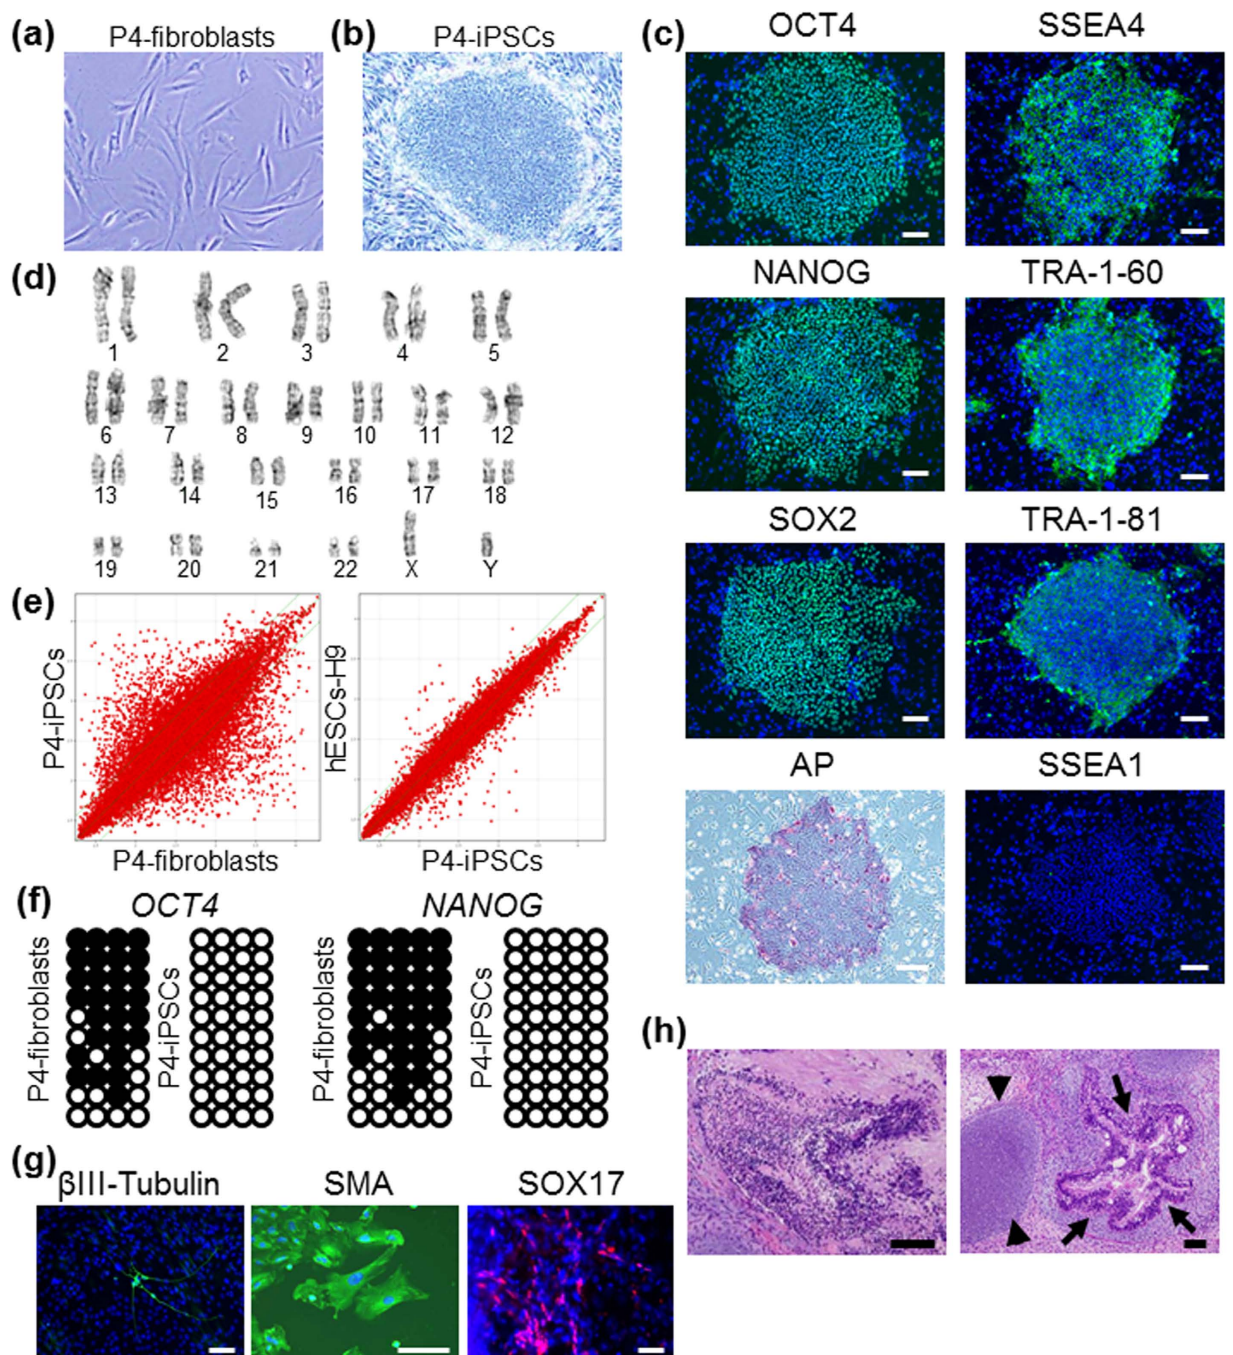 (a)
P4-fibroblasts
(b)
P4-iPSCs
(c)
OCT4
SSEA4
NANOG
TRA-1-60
SOX2
TRA-1-81
AP
SSEA1
(d)
1 2 3 4 5
6 7 8 9 10 11 12
13 14 15 16 17 18
19 20 21 22 X Y
(e)
P4-iPSCs
P4-fibroblasts
hESCs-H9
P4-iPSCs
(f)
OCT4
P4-fibroblasts
P4-iPSCs
NANOG
P4-fibroblasts
P4-iPSCs
(g)
βIII-Tubulin
SMA
SOX17
(h)